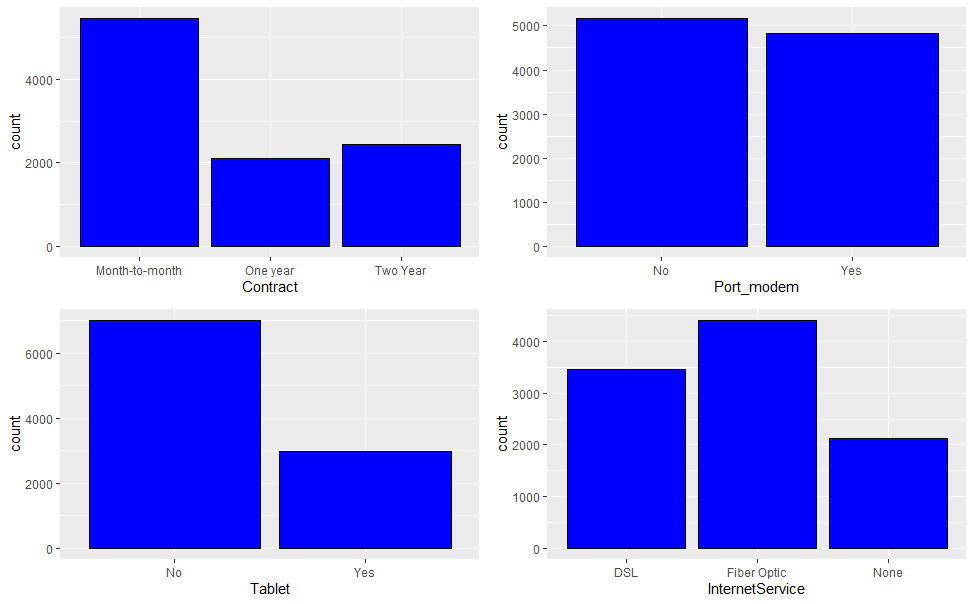 count
4000
2000
0
Month-to-month One year Two Year
Contract
count
5000
4000
3000
2000
1000
0
No Yes
Port_modem
count
6000
4000
2000
0
No Yes
Tablet
count
4000
3000
2000
1000
0
DSL Fiber Optic None
InternetService